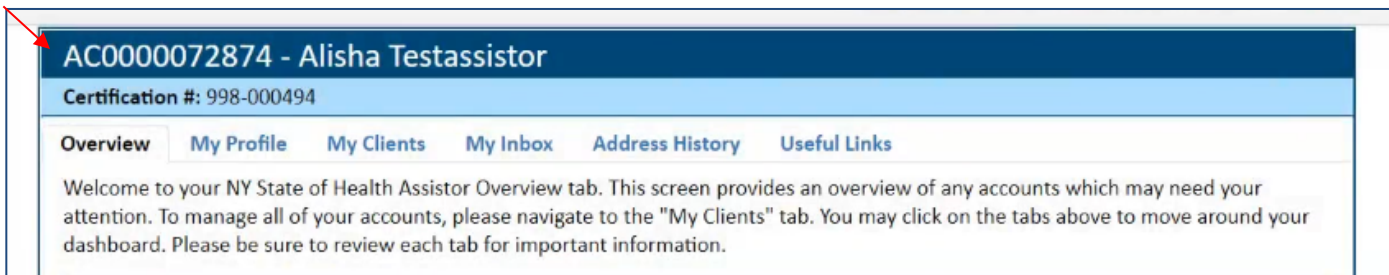 AC0000072874 - Alisha Testassistor
Certification #: 998-000494
Overview My Profile My Clients My Inbox Address History Useful Links
Welcome to your NY State of Health Assistor Overview tab. This screen provides an overview of any accounts which may need your
attention. To manage all of your accounts, please navigate to the "My Clients" tab. You may click on the tabs above to move around your
dashboard. Please be sure to review each tab for important information.